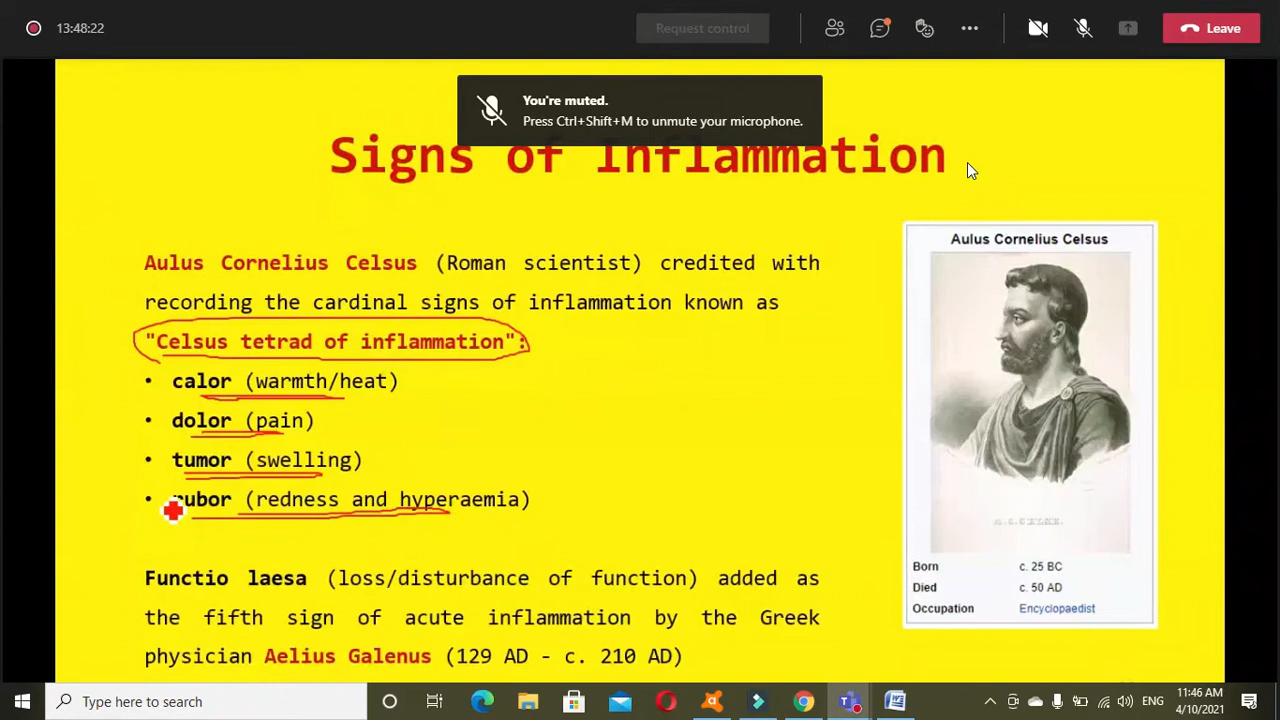 13:48:22
Request control
Leave
You're muted.
Press Ctrl+Shift+M to unmute your microphone.
Signs of Inflammation
Aulus Cornelius Celsus (Roman scientist) credited with
recording the cardinal signs of inflammation known as
"Celsus tetrad of inflammation":
• calor (warmth/heat)
• dolor (pain)
• tumor (swelling)
• rubor (redness and hyperaemia)
Functio laesa (loss/disturbance of function) added as
the fifth sign of acute inflammation by the Greek
physician Aelius Galenus (129 AD - c. 210 AD)
Aulus Cornelius Celsus
Born c. 25 BC
Died c. 50 AD
Occupation Encyclopaedist
Type here to search
ENG
11:46 AM
4/10/2021